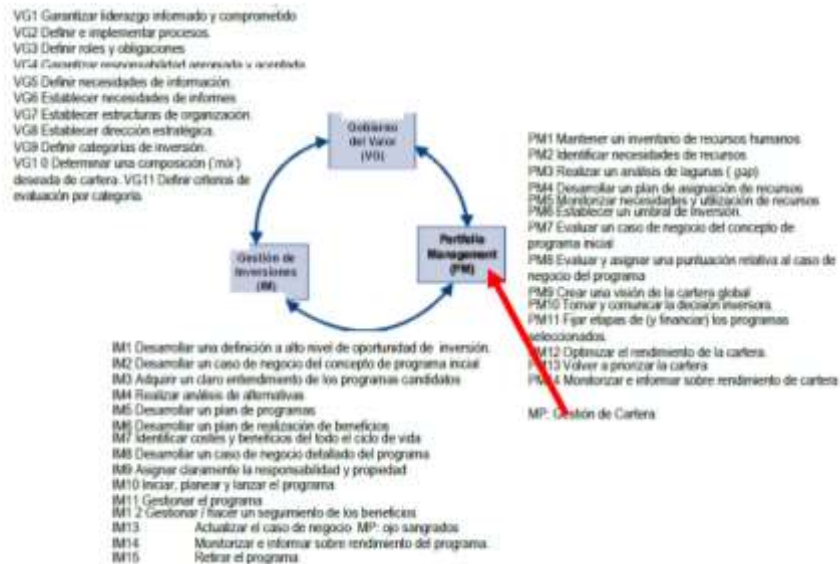 VG1 Garantizar liderazgo informado y comprometido
VG2 Definir e implementar procesos.
VG3 Definir roles y obligaciones
VG4 Garantizar responsabilidad apropiada y aceptada
VG5 Definir necesidades de información.
VG6 Establecer necesidades de informes
VG7 Establecer estructuras de organización.
VG8 Establecer dirección estratégica.
VG9 Definir categorías de inversión.
VG1 0 Determinar una composición ('mix')
deseada de cartera. VG11 Definir criterios de
evaluación por categoría.
Gobierno
del Valor
(VG)
Portfolio
Management
(PM)
Gestión de
Inversiones
(IM)
PM1 Mantener un inventario de recursos humanos
PM2 Identificar necesidades de recursos
PM3 Realizar un análisis de lagunas ( gap)
PM4 Desarrollar un plan de asignación de recursos
PM5 Monitorizar necesidades y utilización de recursos
PM6 Establecer un umbral de inversión.
PM7 Evaluar un caso de negocio del concepto de
programa inicial
PM8 Evaluar y asignar una puntuación relativa al caso de
negocio del programa
PM9 Crear una visión de la cartera global
PM10 Tomar y comunicar la decisión inversora.
PM11 Fijar etapas de (y financiar) los programas
seleccionados.
PM12 Optimizar el rendimiento de la cartera.
PM13 Volver a priorizar la cartera
PM14 Monitorizar e informar sobre rendimiento de cartera
MP: Gestión de Cartera
IM1 Desarrollar una definición a alto nivel de oportunidad de inversión.
IM2 Desarrollar un caso de negocio del concepto de programa inicial
IM3 Adquirir un claro entendimiento de los programas candidatos
IM4 Realizar análisis de alternativas
IM5 Desarrollar un plan de programas
IM6 Desarrollar un plan de realización de beneficios
IM7 Identificar costes y beneficios del todo el ciclo de vida
IM8 Desarrollar un caso de negocio detallado del programa
IM9 Asignar claramente la responsabilidad y propiedad
IM10 Iniciar, planear y lanzar el programa
IM11 Gestionar el programa
IM1 2 Gestionar / hacer un seguimiento de los beneficios
IM13 Actualizar el caso de negocio MP: ojo sangrados
IM14 Monitorizar e informar sobre rendimiento del programa.
IM15 Retirar el programa